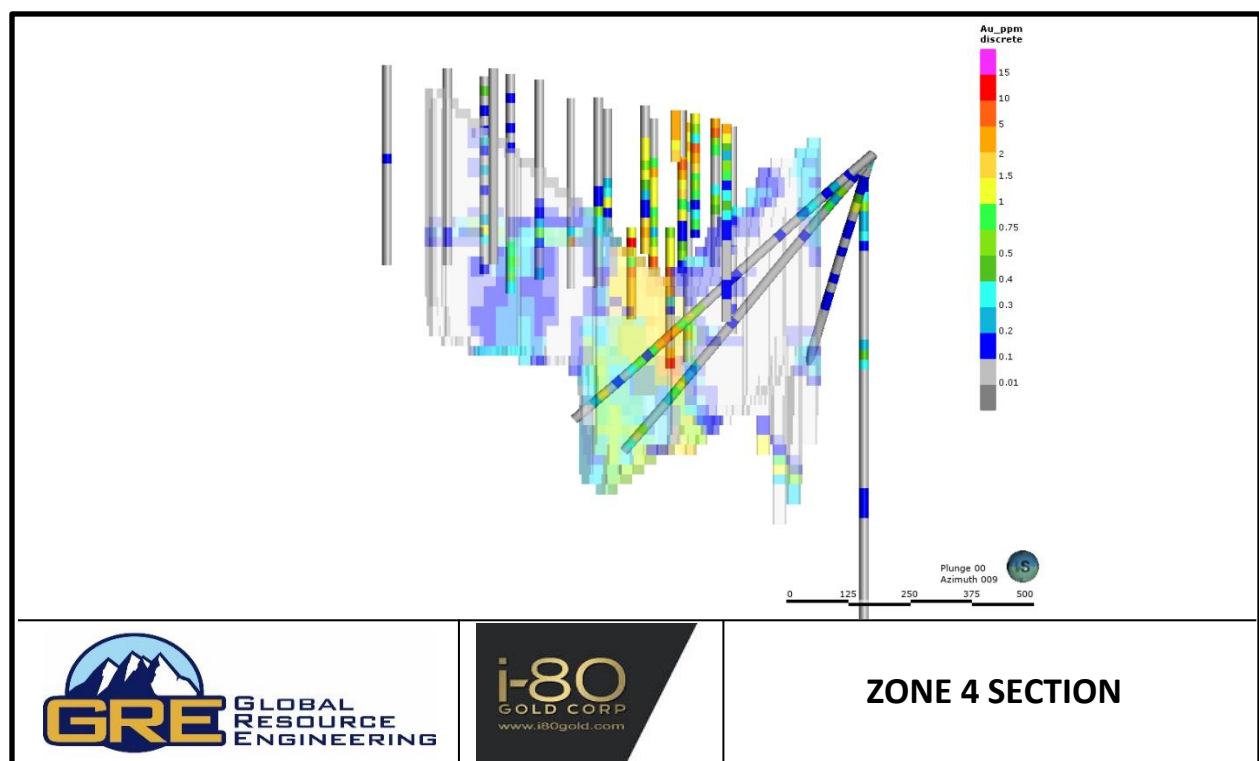 Au_ppm
discrete
15
10
5
2
1.5
1
0.75
0.5
0.4
0.3
0.2
0.1
0.01
Plunge 00
Azimuth 009
0 125 250 375 500
GRE GLOBAL
RESOURCE
ENGINEERING
i-80
GOLD CORP
www.i80gold.com
ZONE 4 SECTION